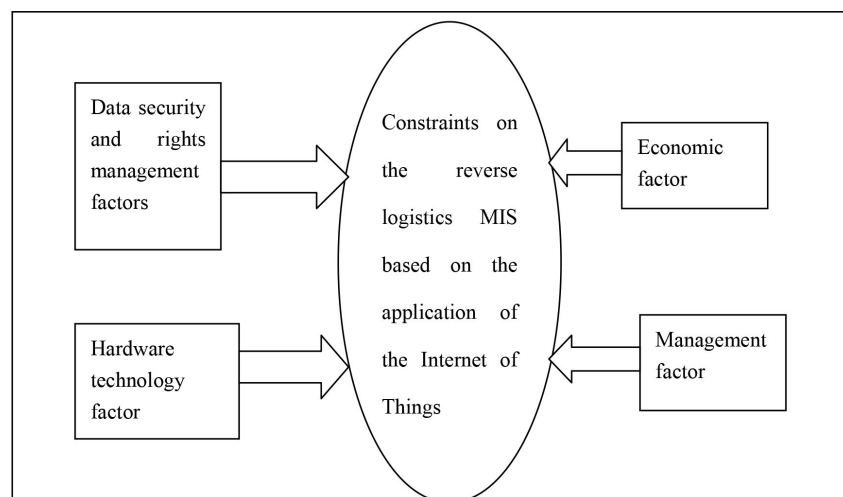 Data security
and rights
management
factors
Hardware
technology
factor
Constraints on
the reverse
logistics MIS
based on the
application of
the Internet of
Things
Economic
factor
Management
factor